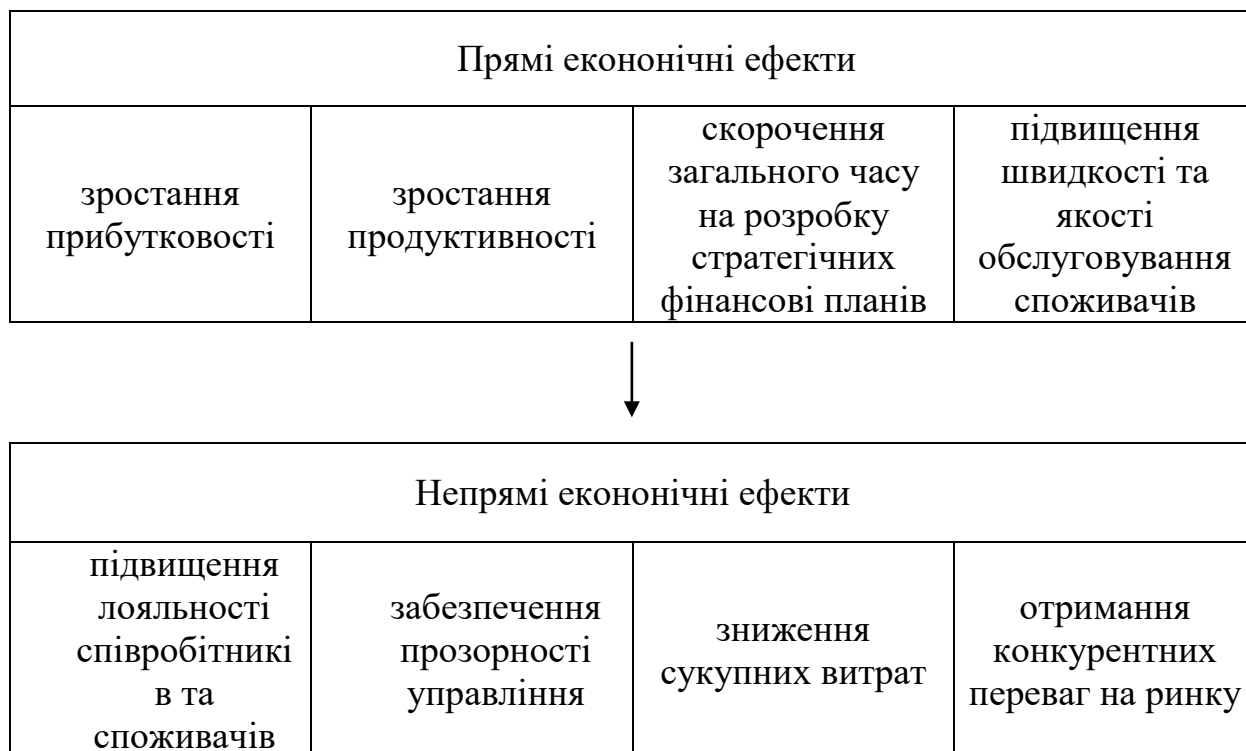 Прямі екононічні ефекти
зростання
прибутковості
зростання
продуктивності
скорочення
загального часу
на розробку
стратегічних
фінансові планів
підвищення
швидкості та
якості
обслуговування
споживачів
Непрямі екононічні ефекти
підвищення
лояльності
співробітникі
в та
споживачів
забезпечення
прозорності
управління
зниження
сукупних витрат
отримання
конкурентних
переваг на ринку